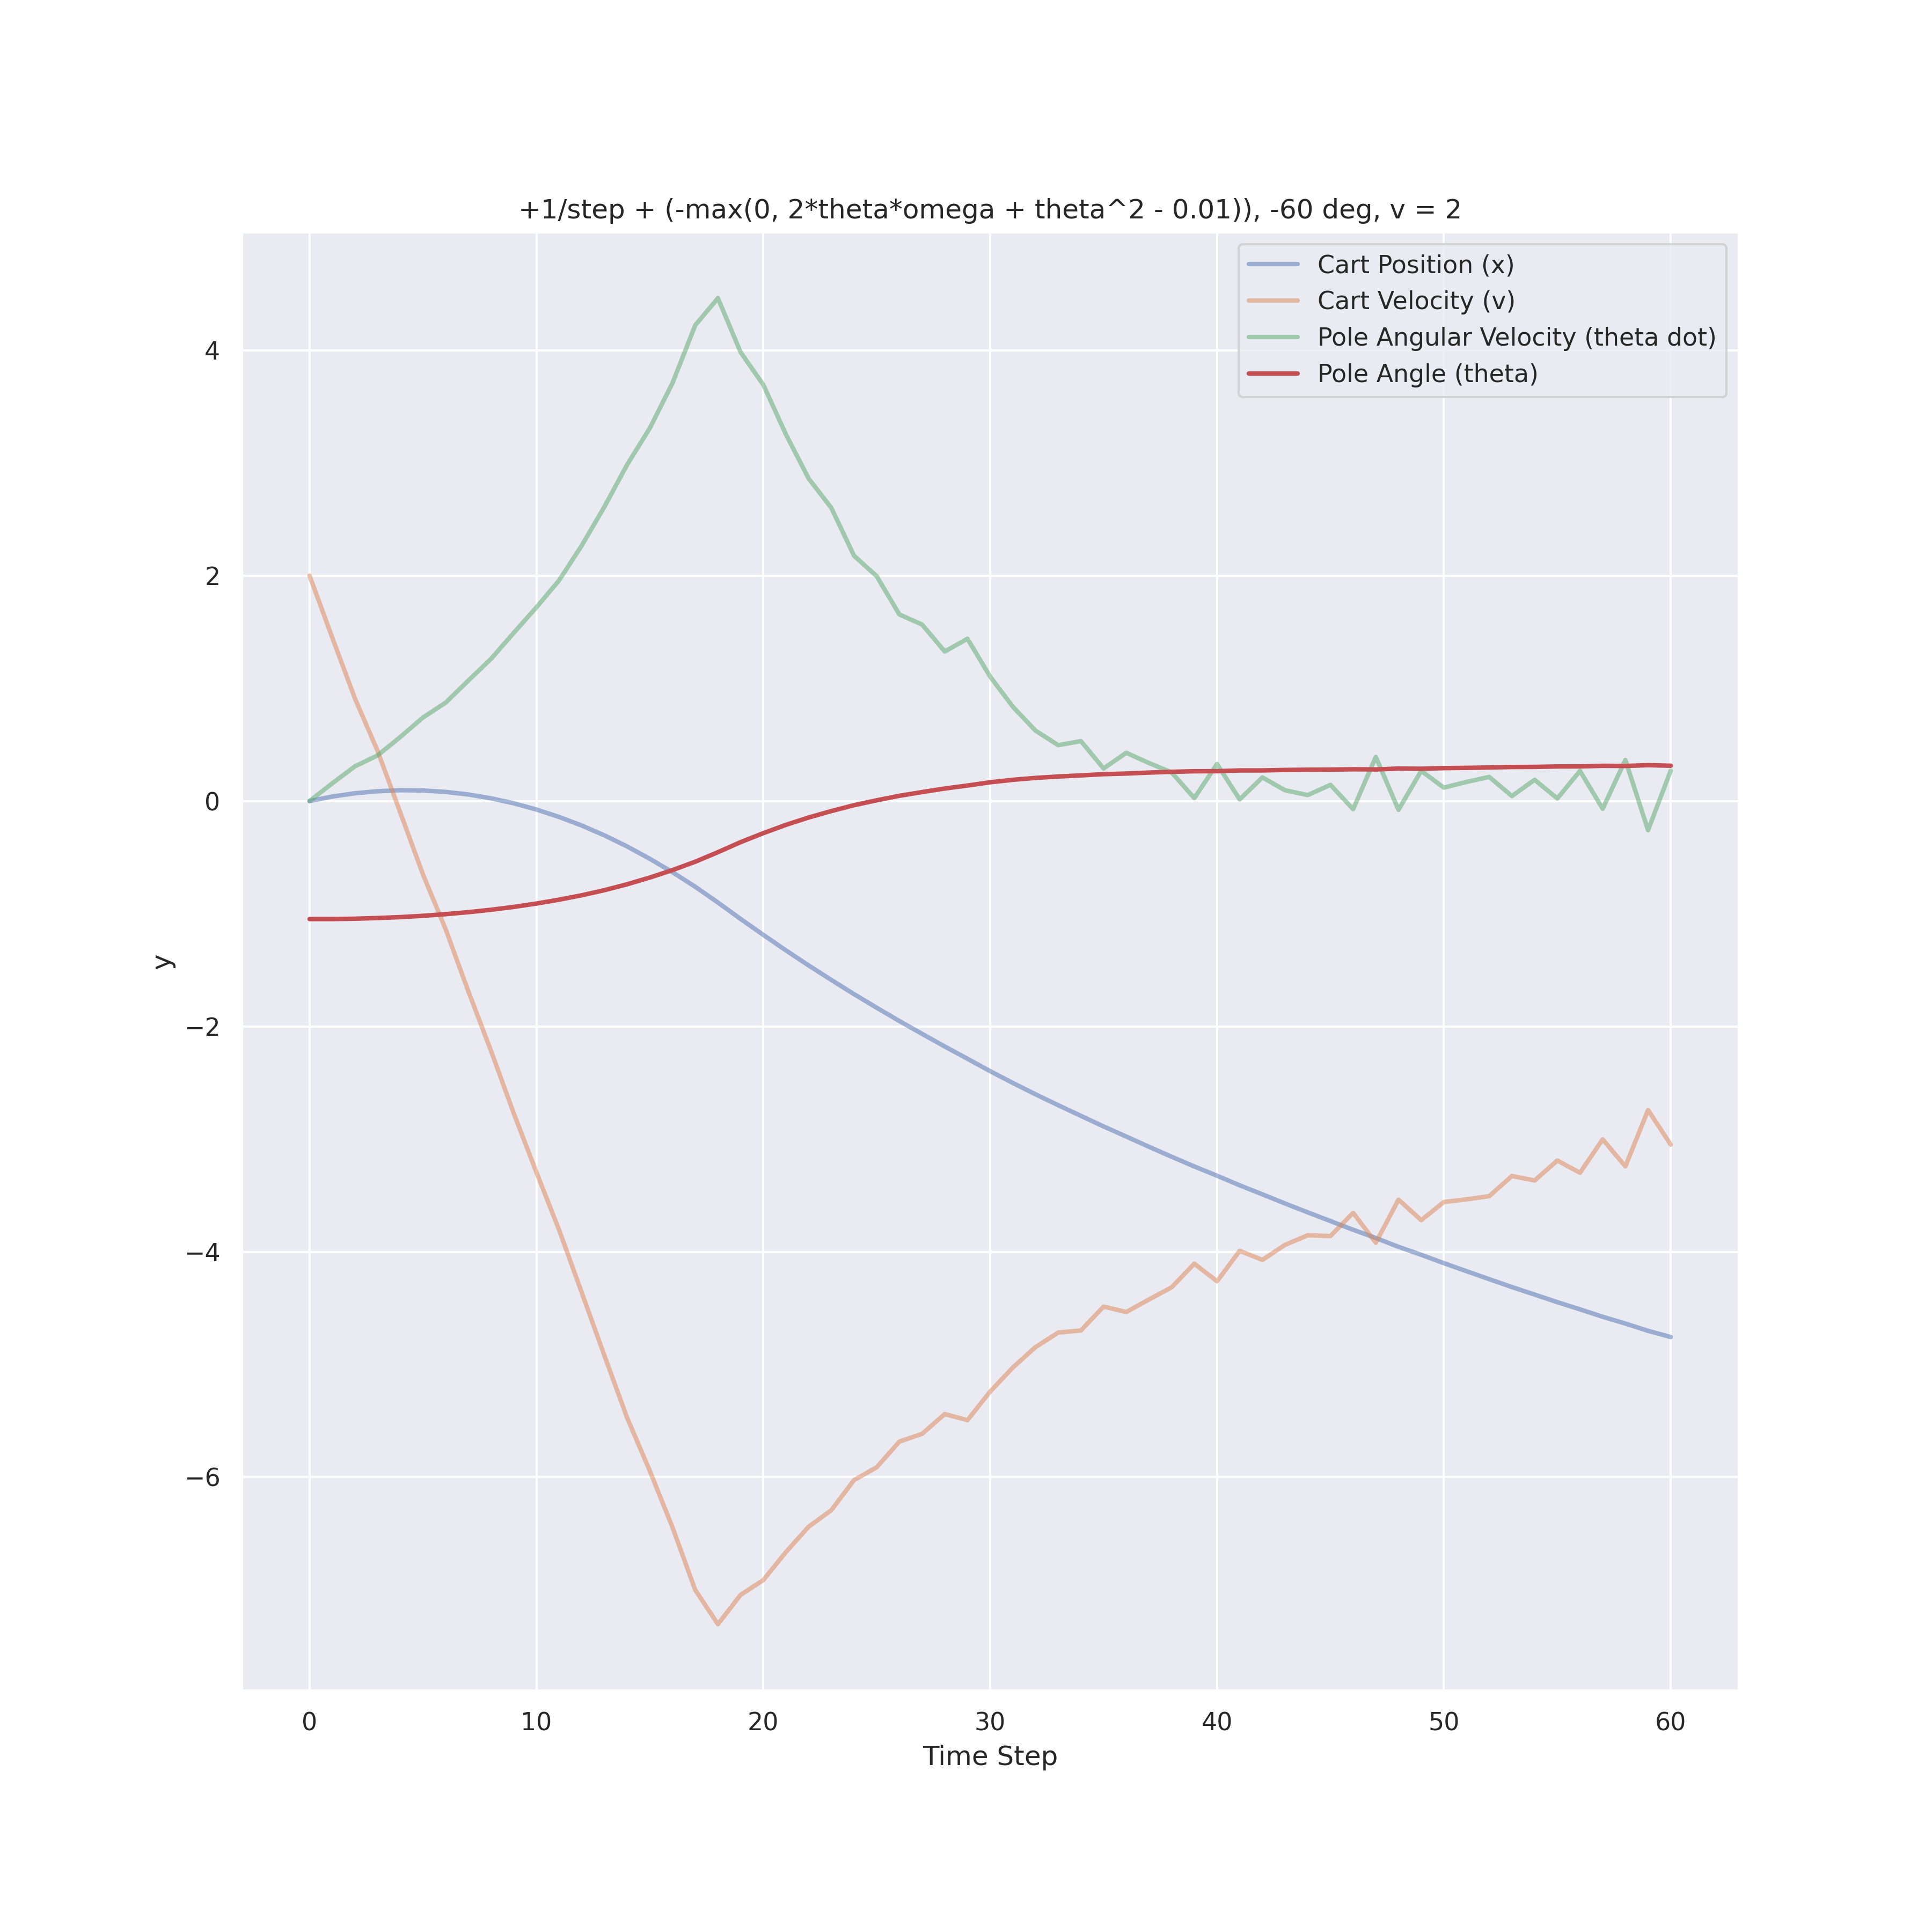 +1/step + (-max(0, 2*theta*omega + theta^2 - 0.01)), -60 deg, v = 2
Cart Position (x)
Cart Velocity (v)
Pole Angular Velocity (theta dot)
Pole Angle (theta)
4
2
0
−2
−4
−6
y
0 10 20 30 40 50 60
Time Step